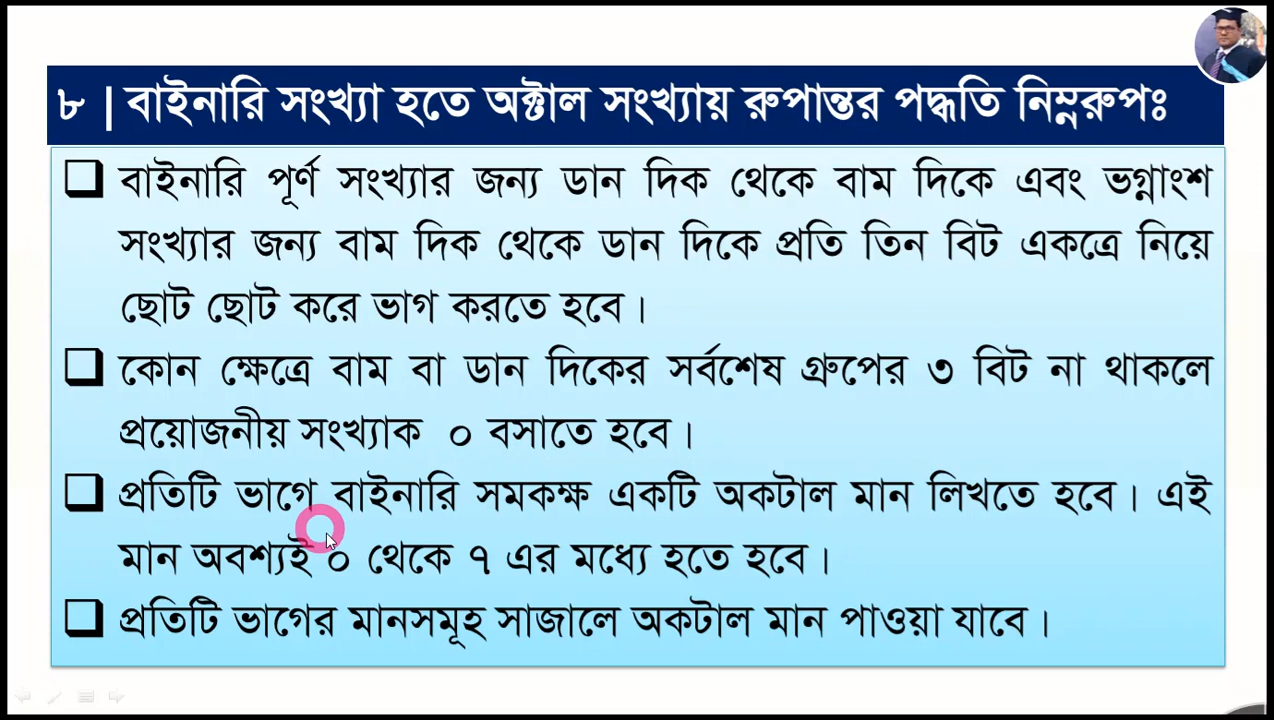 ৮ | বাইনারি সংখ্যা হতে অক্টাল সংখ্যায় রুপান্তর পদ্ধতি নিম্নরুপঃ
❑ বাইনারি পূর্ণ সংখ্যার জন্য ডান দিক থেকে বাম দিকে এবং ভগ্নাংশ
সংখ্যার জন্য বাম দিক থেকে ডান দিকে প্রতি তিন বিট একত্রে নিয়ে
ছোট ছোট করে ভাগ করতে হবে।
❑ কোন ক্ষেত্রে বাম বা ডান দিকের সর্বশেষ গ্রুপের ৩ বিট না থাকলে
প্রয়োজনীয় সংখ্যাক ০ বসাতে হবে।
❑ প্রতিটি ভাগে বাইনারি সমকক্ষ একটি অকটাল মান লিখতে হবে। এই
মান অবশ্যই ০ থেকে ৭ এর মধ্যে হতে হবে।
❑ প্রতিটি ভাগের মানসমূহ সাজালে অকটাল মান পাওয়া যাবে।